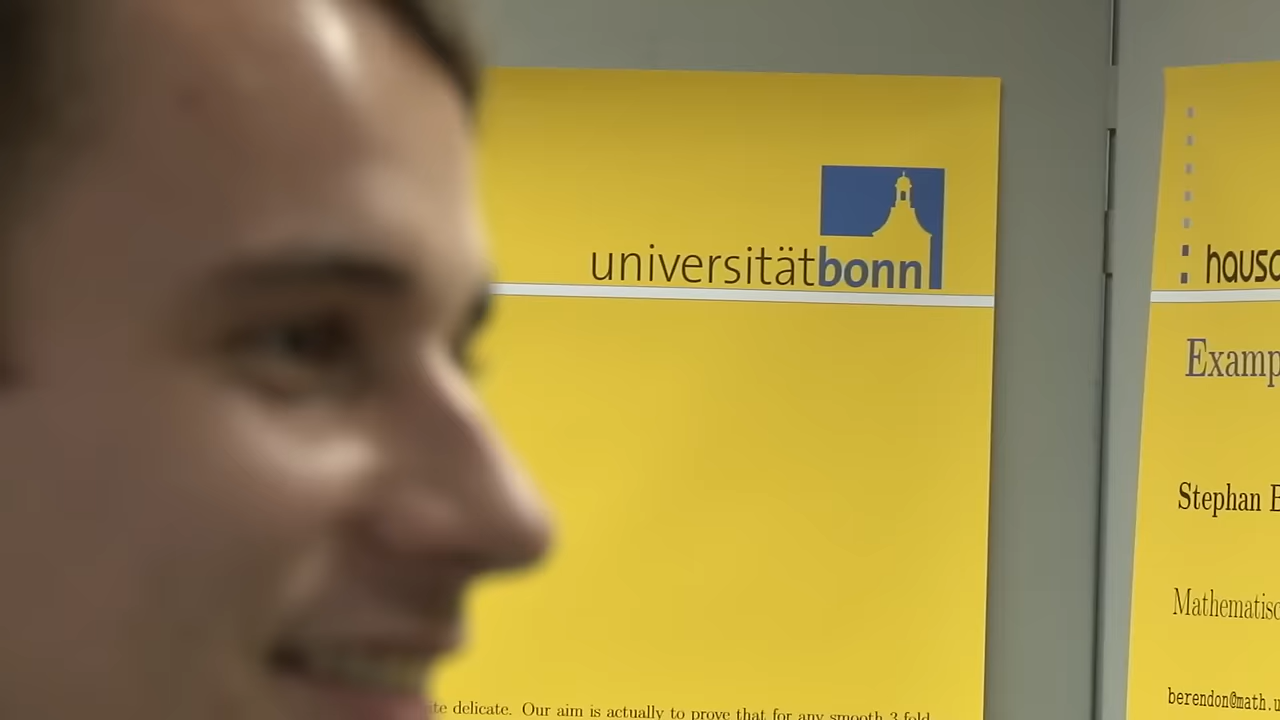 universitätbonn
ite delicate. Our aim is actually to prove that for any smooth 3-fold
hausd
Examp
Stephan B
Mathematisc
berendon@math.u